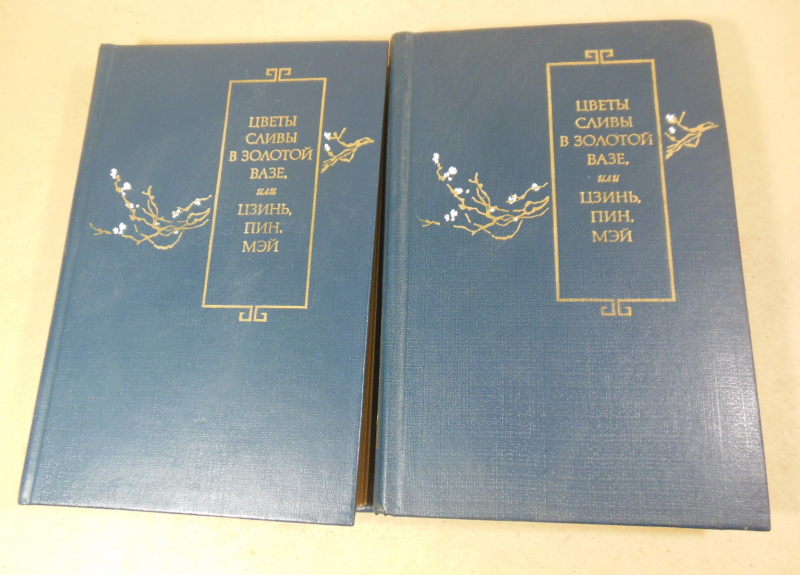 ЦВЕТЫ
СЛИВЫ
В ЗОЛОТОЙ
ВАЗЕ,
или
ЦЗИНЬ,
ПИН,
МЭЙ
ЦВЕТЫ
СЛИВЫ
В ЗОЛОТОЙ
ВАЗЕ,
или
ЦЗИНЬ,
ПИН,
МЭЙ